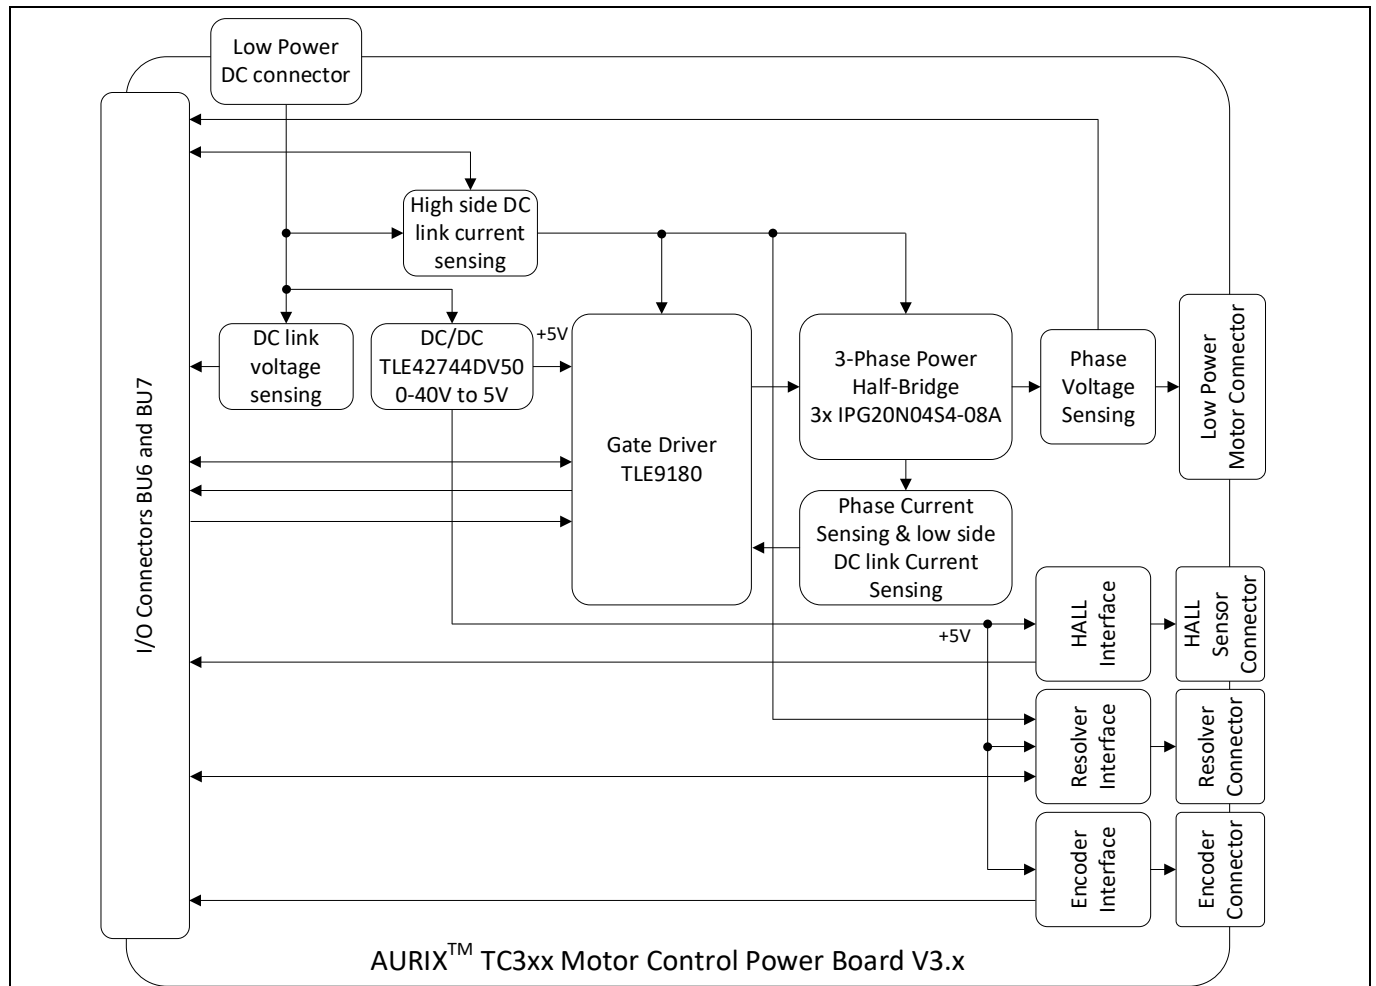 Low Power
DC connector
High side DC
link current
sensing
DC link
voltage
sensing
DC/DC
TLE42744DV50
0-40V to 5V
+5V
Gate Driver
TLE9180
3-Phase Power
Half-Bridge
3x IPG20N04S4-08A
Phase
Voltage
Sensing
Low Power
Motor Connector
Phase Current
Sensing & low side
DC link Current
Sensing
I/O Connectors BU6 and BU7
+5V
HALL
Interface
HALL
Sensor
Connector
Resolver
Interface
Resolver
Connector
Encoder
Interface
Encoder
Connector
AURIX™ TC3xx Motor Control Power Board V3.x